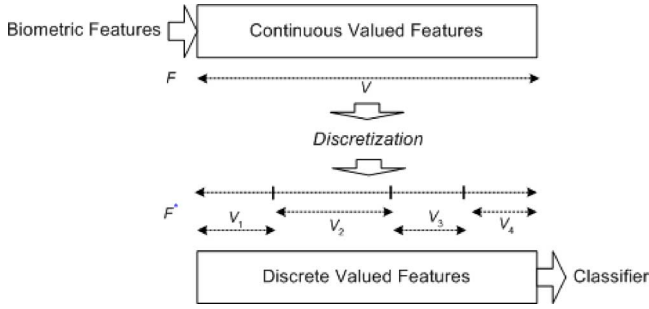 Biometric Features
Continuous Valued Features
F
V
Discretization
F*
V1
V2
V3
V4
Discrete Valued Features
Classifier